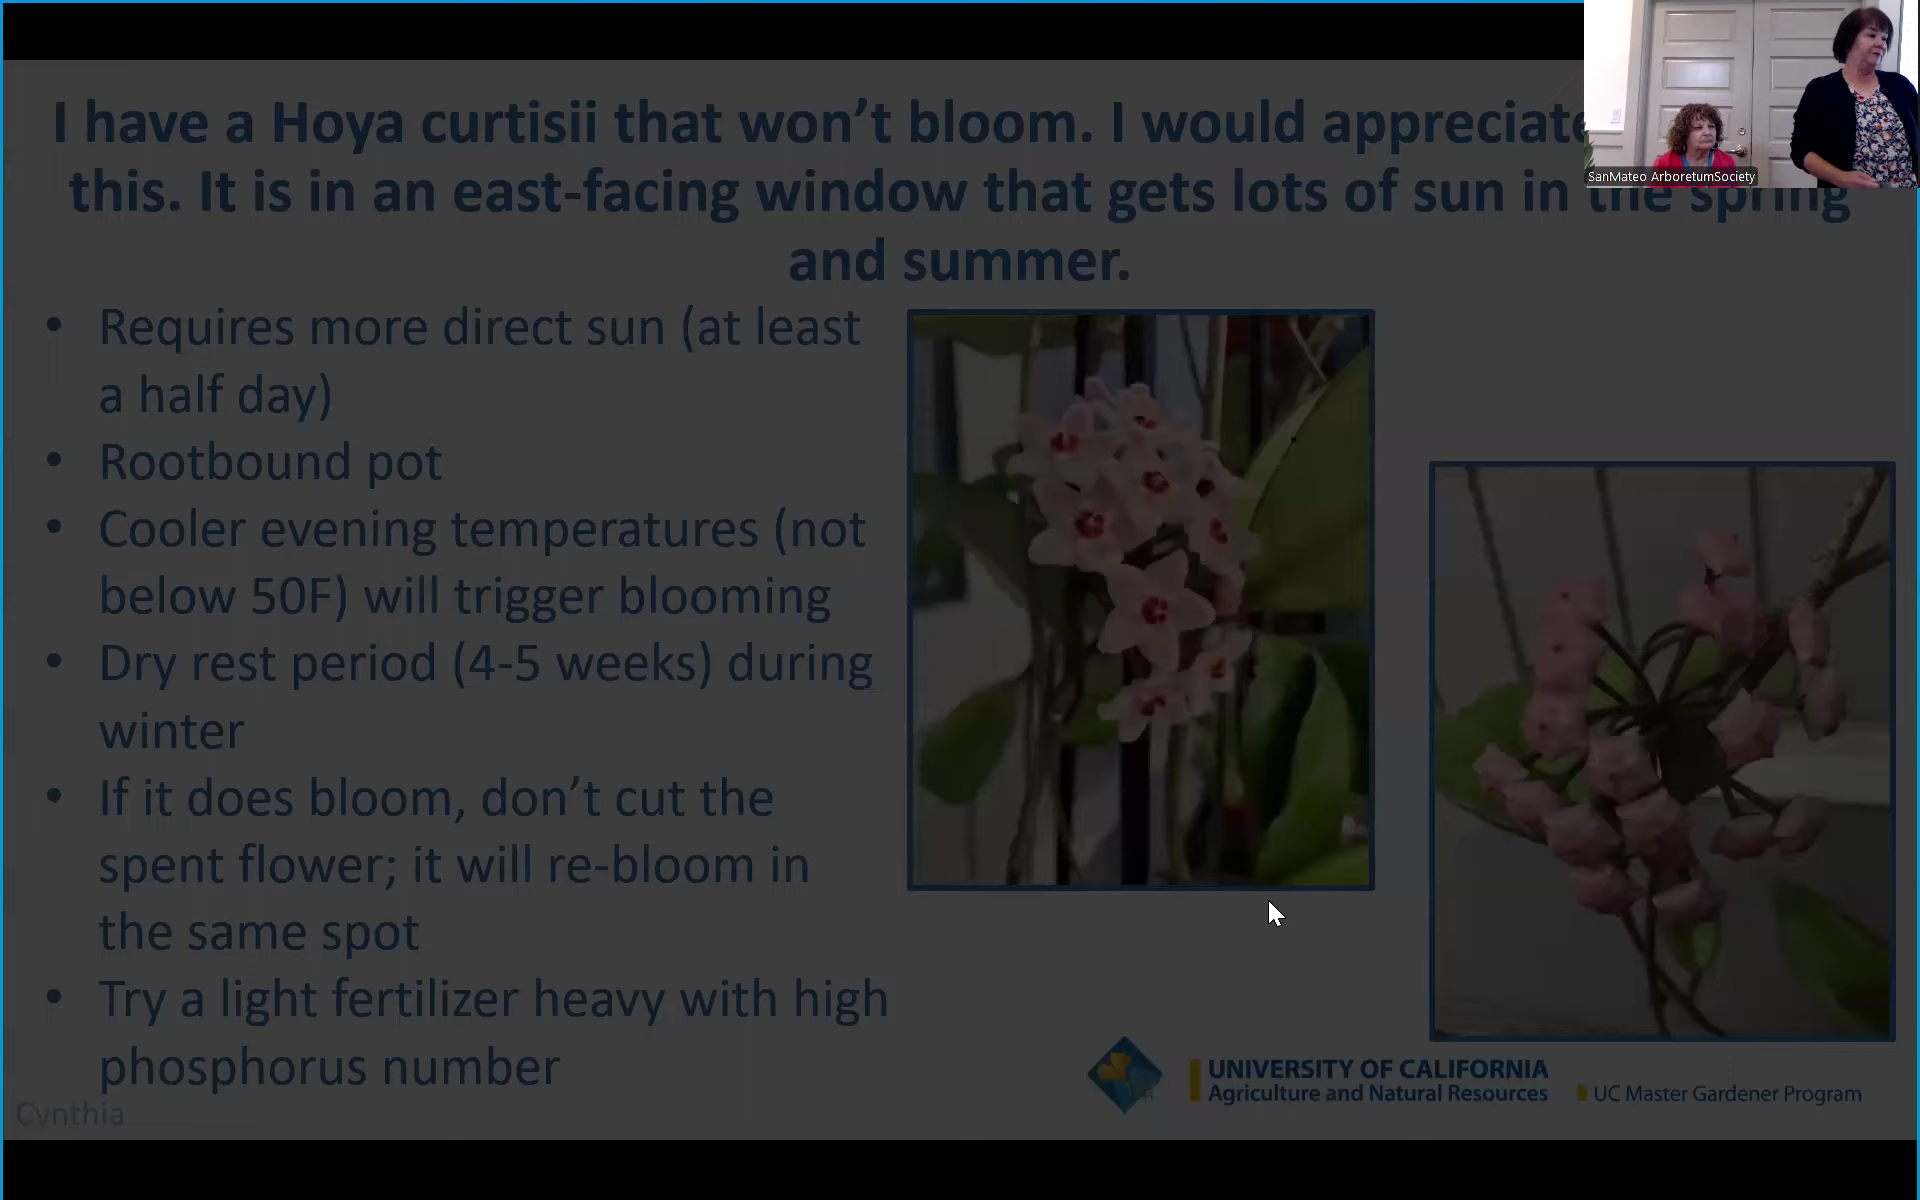 I have a Hoya curtisii that won’t bloom. I would appreciate
this. It is in an east-facing window that gets lots of sun in the spring
and summer.
• Requires more direct sun (at least
a half day)
• Rootbound pot
• Cooler evening temperatures (not
below 50F) will trigger blooming
• Dry rest period (4-5 weeks) during
winter
• If it does bloom, don’t cut the
spent flower; it will re-bloom in
the same spot
• Try a light fertilizer heavy with high
phosphorus number
Cynthia
SanMateo ArboretumSociety
UNIVERSITY OF CALIFORNIA
Agriculture and Natural Resources
UC Master Gardener Program